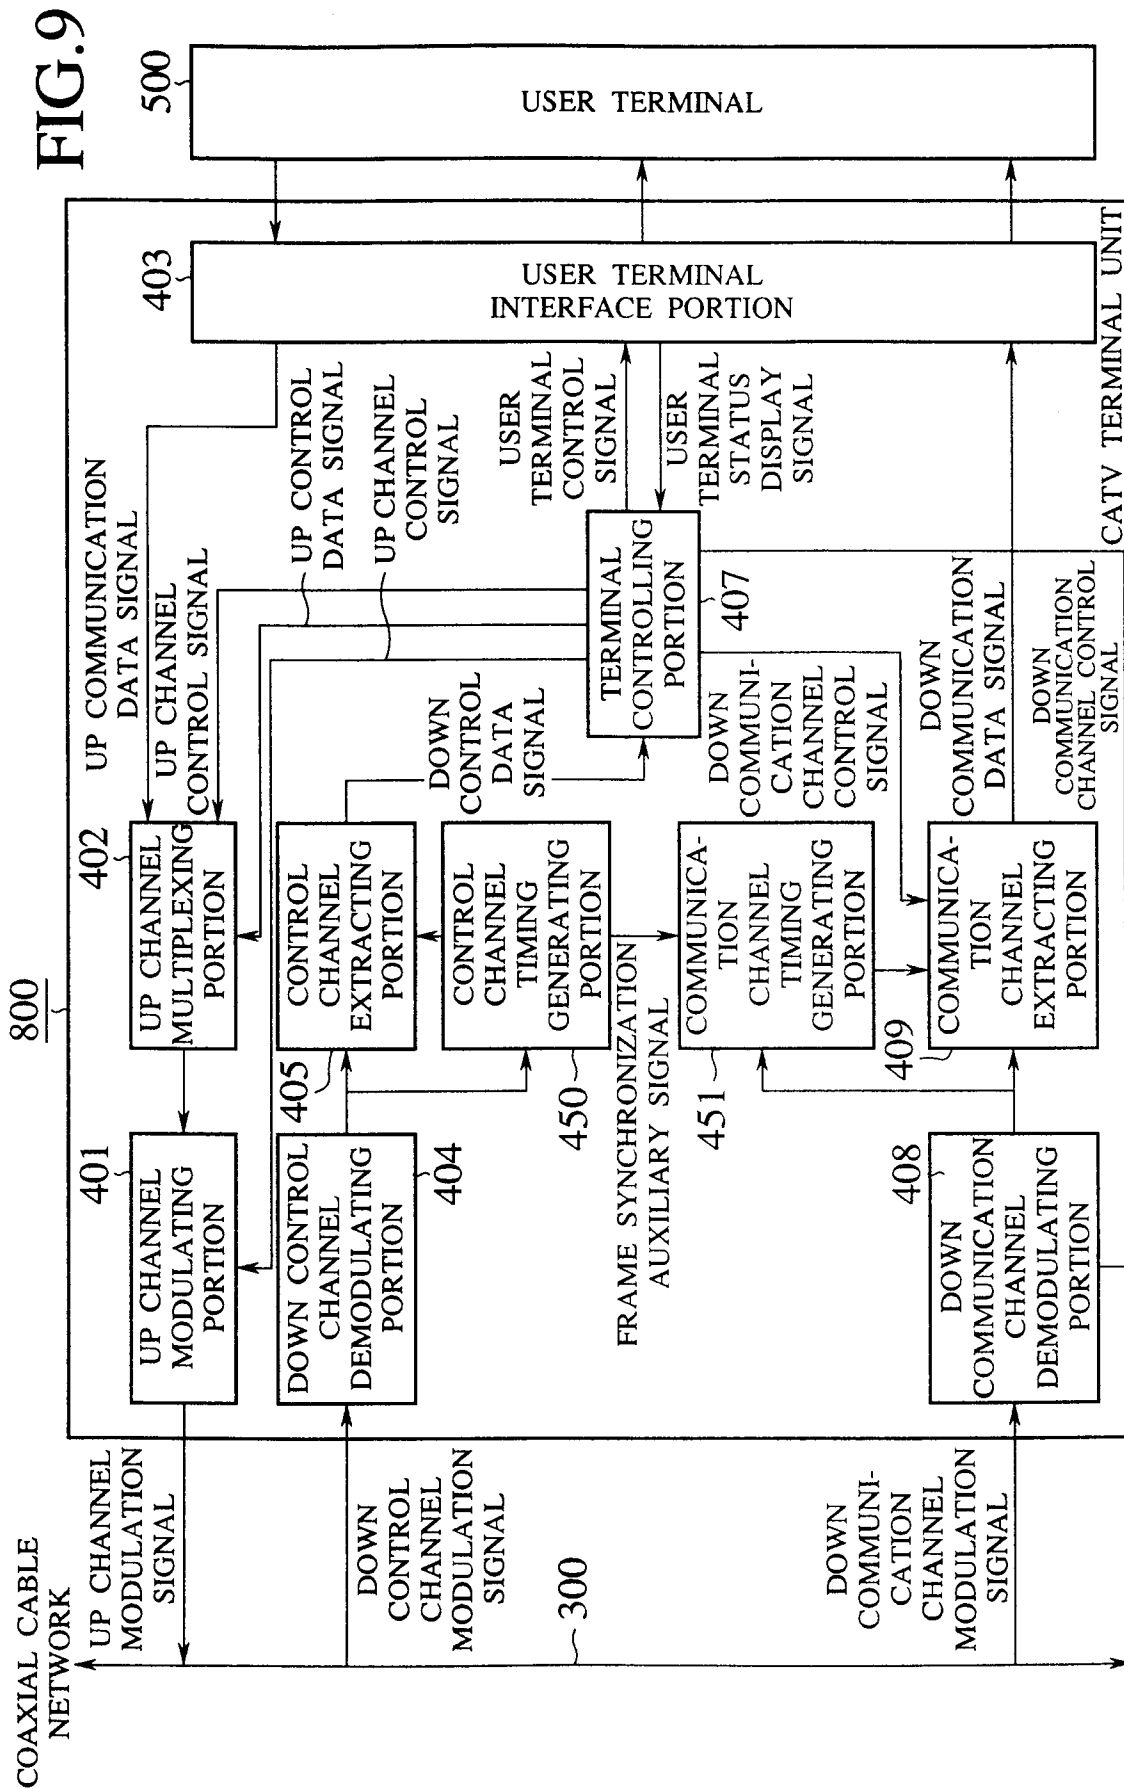 FIG.9
COAXIAL CABLE
NETWORK
800
UP CHANNEL
MODULATION
SIGNAL
401
UP CHANNEL
MODULATING
PORTION
402
UP CHANNEL
MULTIPLEXING
PORTION
UP COMMUNICATION
DATA SIGNAL
UP CHANNEL
CONTROL SIGNAL
UP CONTROL
DATA SIGNAL
UP CHANNEL
CONTROL
SIGNAL
403
USER TERMINAL
INTERFACE PORTION
500
USER TERMINAL
DOWN
CONTROL
CHANNEL
MODULATION
SIGNAL
DOWN CONTROL
CHANNEL
DEMODULATING
PORTION
404
405
CONTROL
CHANNEL
EXTRACTING
PORTION
DOWN
CONTROL
DATA
SIGNAL
CONTROL
CHANNEL
TIMING
GENERATING
PORTION
450
USER
TERMINAL
CONTROL
SIGNAL
USER
TERMINAL
STATUS
DISPLAY
SIGNAL
TERMINAL
CONTROLLING
PORTION
407
300
FRAME SYNCHRONIZATION
AUXILIARY SIGNAL
451
COMMUNICA-
TION
CHANNEL
TIMING
GENERATING
PORTION
DOWN
COMMUNI-
CATION
CHANNEL
CONTROL
SIGNAL
DOWN
COMMUNI-
CATION
CHANNEL
MODULATION
SIGNAL
408
DOWN
COMMUNICATION
CHANNEL
DEMODULATING
PORTION
409
COMMUNICA-
TION
CHANNEL
EXTRACTING
PORTION
DOWN
COMMUNICATION
DATA SIGNAL
DOWN
COMMUNICATION
CHANNEL CONTROL
SIGNAL
CATV TERMINAL UNIT